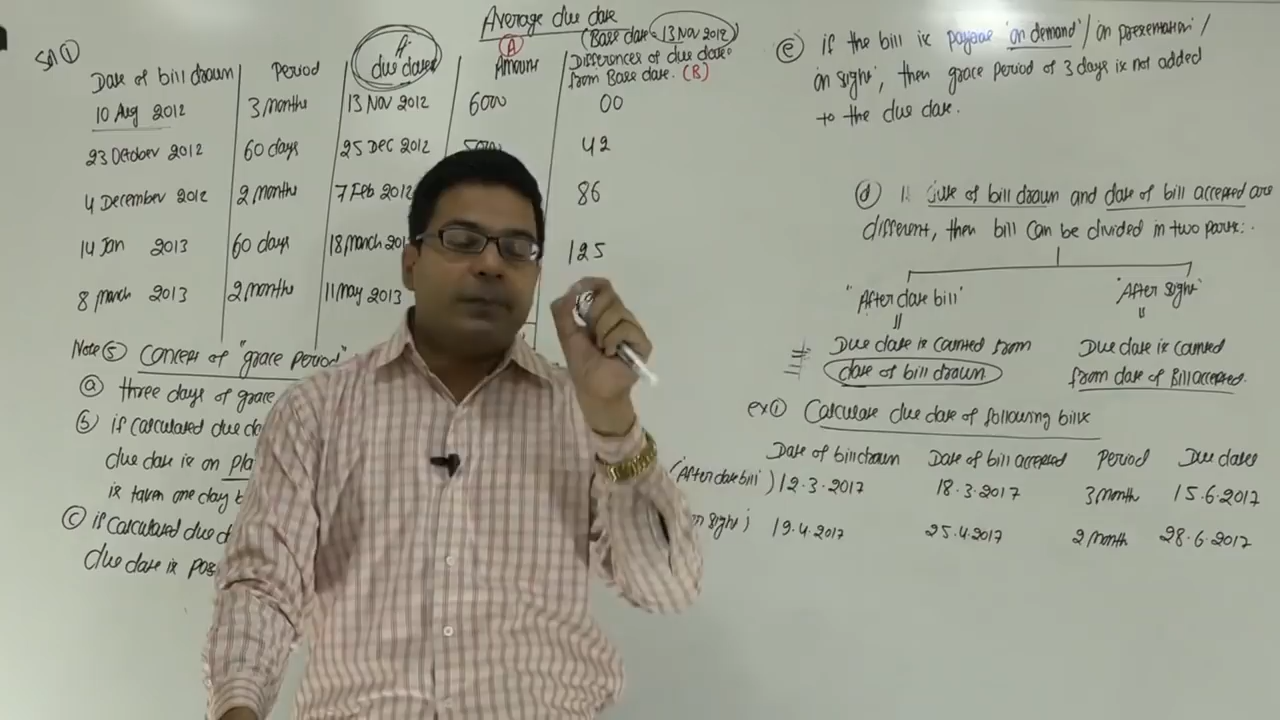 Average due date
(Base date - 13 Nov 2012)
Date of bill drawn Period due date Amount (A) Differences of due date
from Base date. (B)
10 Aug 2012 3 months 13 Nov 2012 6000 00
23 October 2012 60 days 25 Dec 2012 5000 42
4 December 2012 2 months 7 Feb 2012 86
14 Jan 2013 60 days 18 march 201 125
8 march 2013 2 months 11 may 2013
Note (5) Concept of "grace period"
(a) three days of grace
(b) if calculated due da
due date is on
is taken one day
(c) if calculated due d
due date is
(e) if the bill is payable 'on demand' / on presentation /
'on sight', then grace period of 3 days is not added
to the due date.
(d) date of bill drawn and date of bill accepted are
different, then bill can be divided in two parts:.
"After date bill" "After sight"
Due date is counted from Due date is counted
date of bill drawn from date of Bill accepted.
ex (1) Calculate due date of following bills
Date of bill drawn Date of bill accepted Period Due dates
(After date bill) 12.3.2017 18.3.2017 3 month 15.6.2017
sight) 19.4.2017 25.4.2017 2 month 28.6.2017